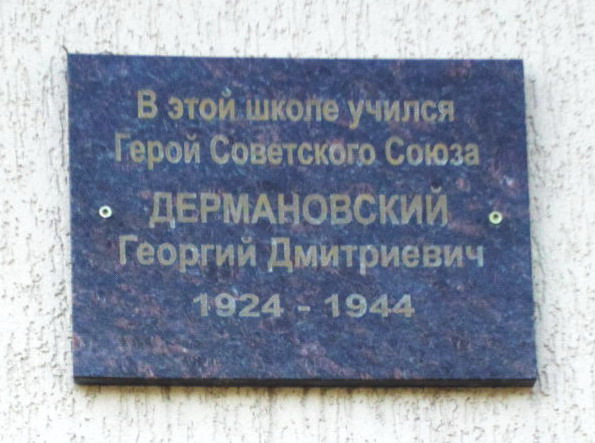 В этой школе учился
Герой Советского Союза
ДЕРМАНОВСКИЙ
Георгий Дмитриевич
1924 - 1944